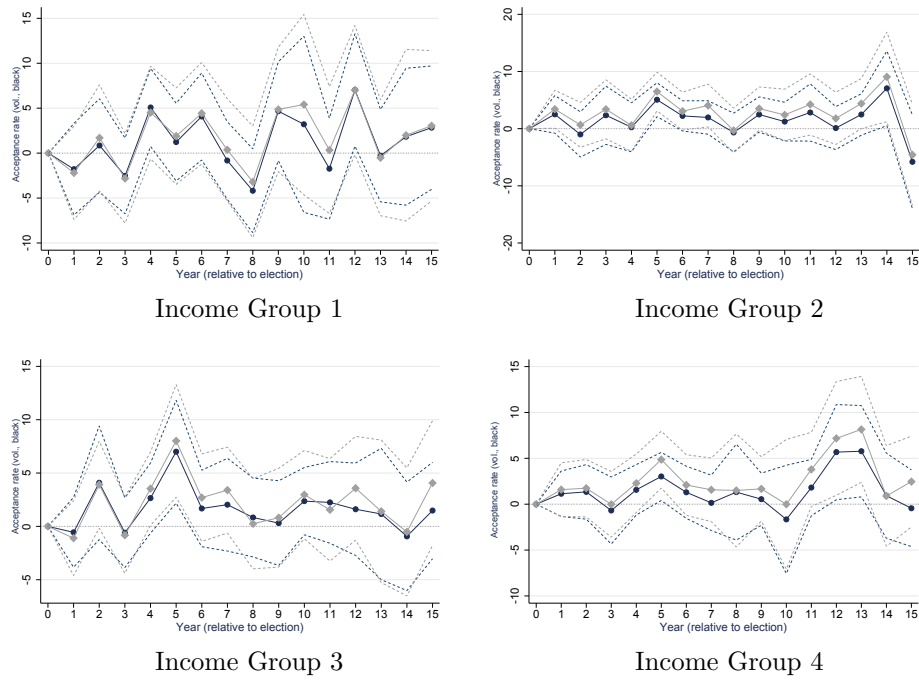 Acceptance rate (vol., black)
15
10
5
0
-5
-10
0 1 2 3 4 5 6 7 8 9 10 11 12 13 14 15
Year (relative to election)
Income Group 1
Acceptance rate (vol., black)
20
10
0
-10
-20
0 1 2 3 4 5 6 7 8 9 10 11 12 13 14 15
Year (relative to election)
Income Group 2
Acceptance rate (vol., black)
15
10
5
0
-5
0 1 2 3 4 5 6 7 8 9 10 11 12 13 14 15
Year (relative to election)
Income Group 3
Acceptance rate (vol., black)
15
10
5
0
-5
-10
0 1 2 3 4 5 6 7 8 9 10 11 12 13 14 15
Year (relative to election)
Income Group 4